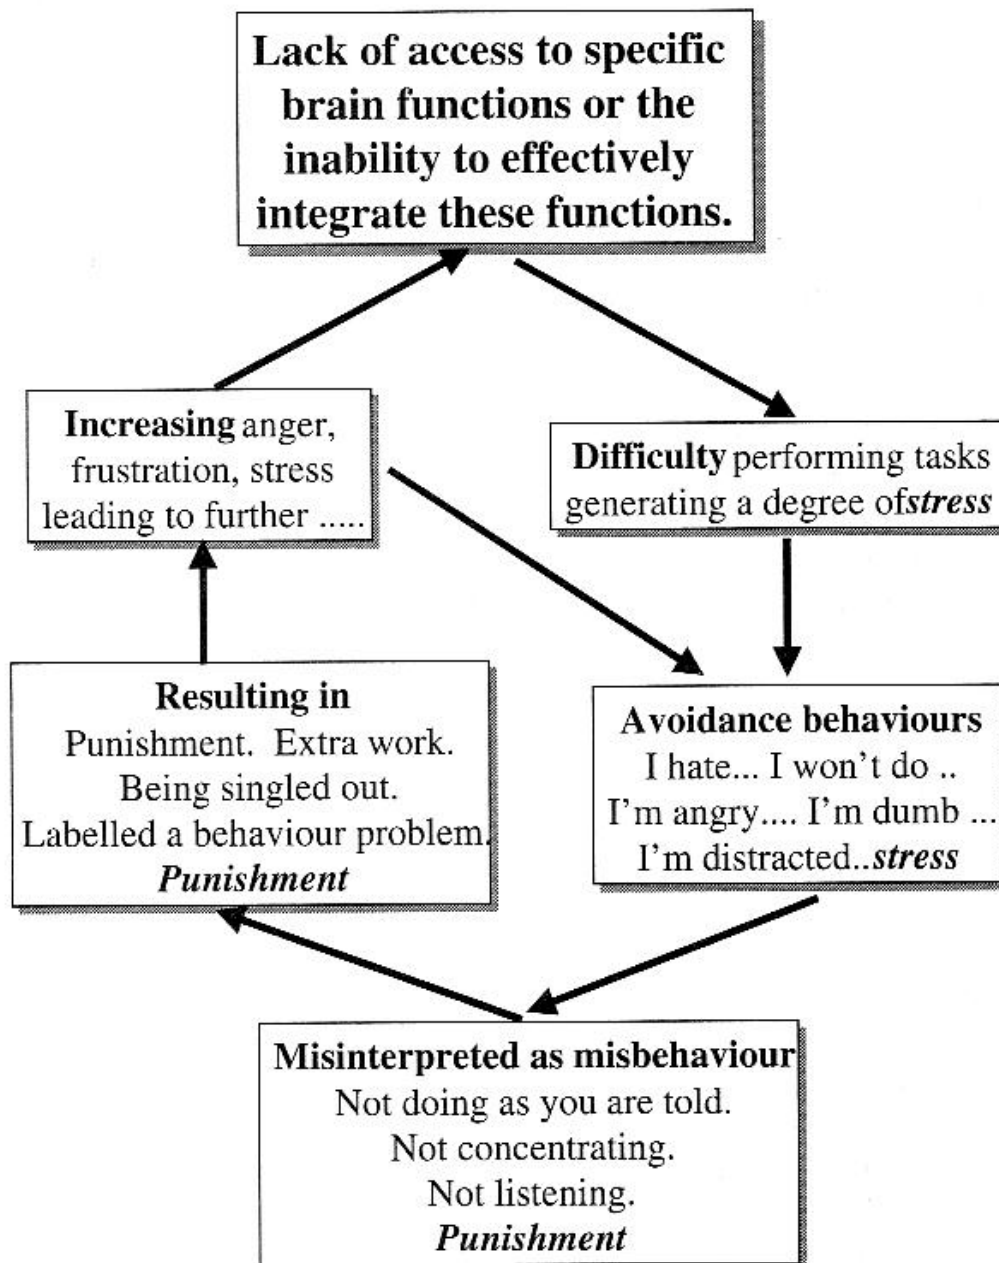 Lack of access to specific
brain functions or the
inability to effectively
integrate these functions.
Increasing anger,
frustration, stress
leading to further .....
Difficulty performing tasks
generating a degree ofstress
Resulting in
Punishment. Extra work.
Being singled out.
Labelled a behaviour problem.
Punishment
Avoidance behaviours
I hate... I won't do ..
I'm angry.... I'm dumb ...
I'm distracted..stress
Misinterpreted as misbehaviour
Not doing as you are told.
Not concentrating.
Not listening.
Punishment